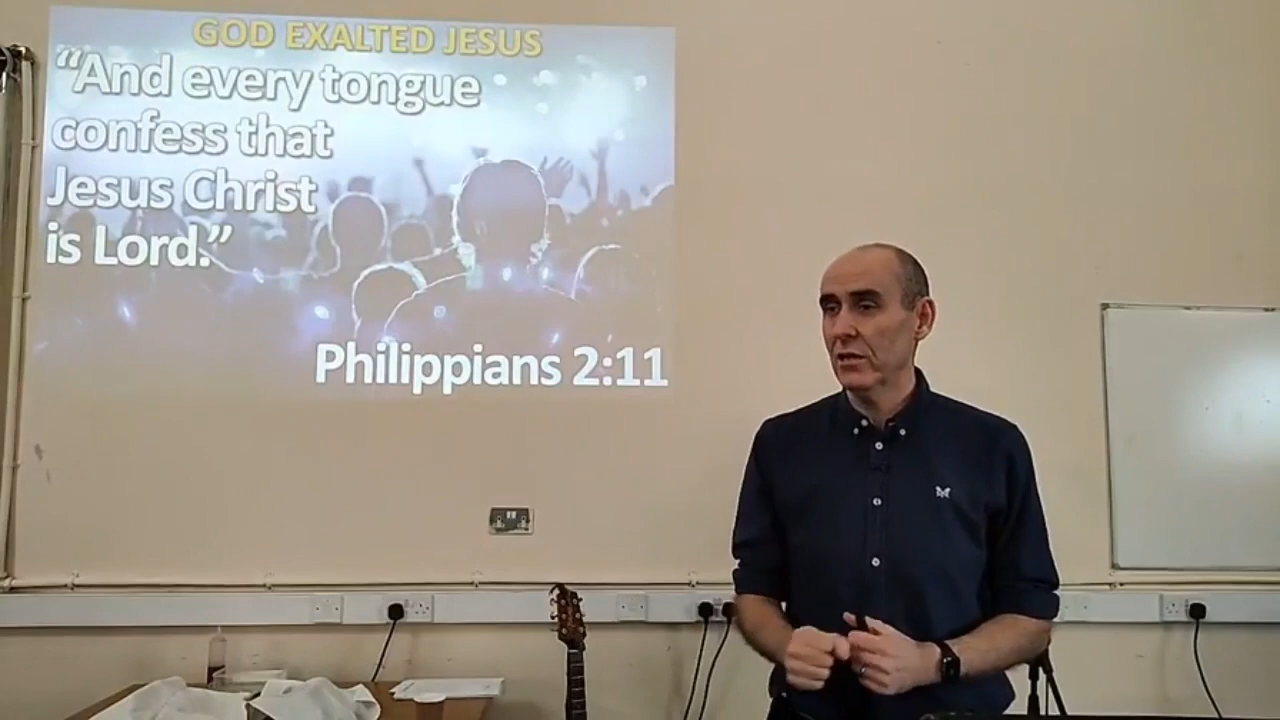 GOD EXALTED JESUS
“And every tongue
confess that
Jesus Christ
is Lord.”
Philippians 2:11